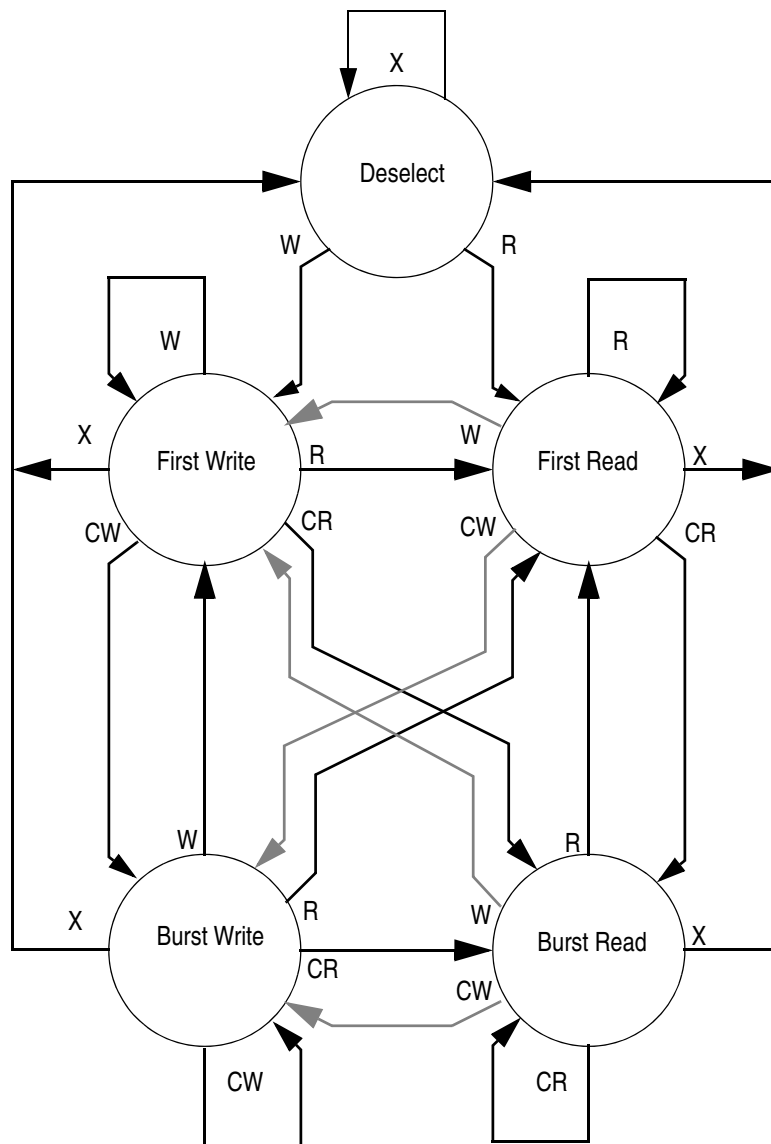 X
Deselect
W
R
W
R
X
W
First Write
R
First Read
X
CW
CR
CW
CR
W
R
X
Burst Write
R
W
Burst Read
X
CR
CW
CW
CR